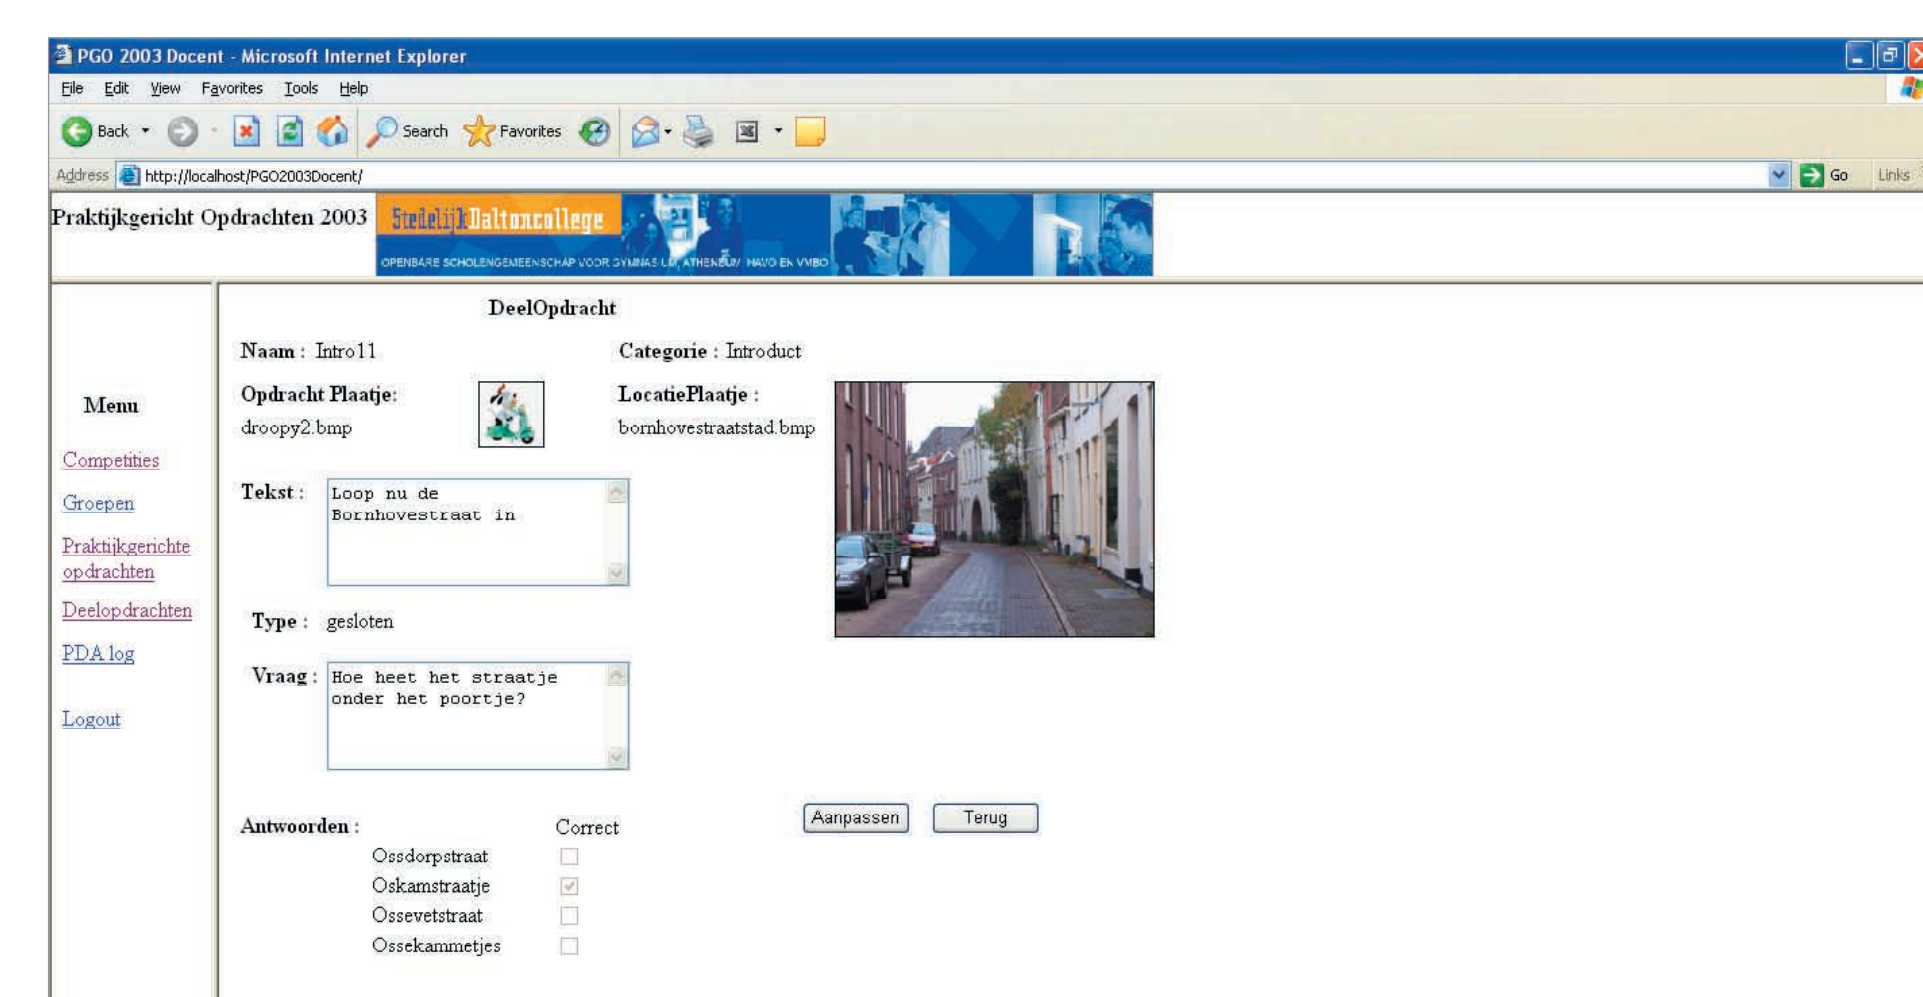 PGO 2003 Docent - Microsoft Internet Explorer
File Edit View Favorites Tools Help
Back Search Favorites
Address http://localhost/PGO2003Docent/ Go Links
Praktijkgericht Opdrachten 2003
Stedelijk Daltoncollege
OPENBARE SCHOLENGEMEENSCHAP VOOR GYMNASIUM, ATHENEUM HAVO EN VMBO
Menu
Competities
Groepen
Praktijkgerichte
opdrachten
Deelopdrachten
PDA log
Logout
DeelOpdracht
Naam : Intro11 Categorie : Introduct
Opdracht Plaatje: LocatiePlaatje :
droopy2.bmp bornhovestraatstad.bmp
Tekst : Loop nu de
Bornhovestraat in
Type : gesloten
Vraag : Hoe heet het straatje
onder het poortje?
Aanpassen Terug
Antwoorden : Correct
Ossdorpstraat
Oskamstraatje
Ossevetstraat
Ossekammetjes